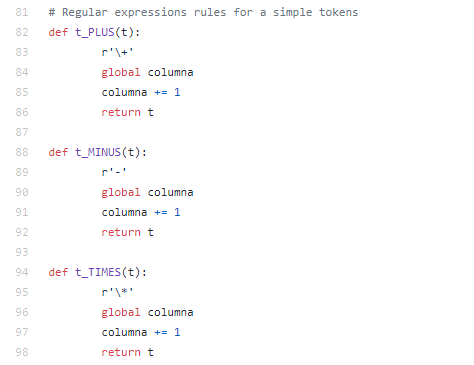 81 # Regular expressions rules for a simple tokens
82 def t_PLUS(t):
83 r'\+'
84 global columna
85 columna += 1
86 return t
87
88 def t_MINUS(t):
89 r'-'
90 global columna
91 columna += 1
92 return t
93
94 def t_TIMES(t):
95 r'\*'
96 global columna
97 columna += 1
98 return t